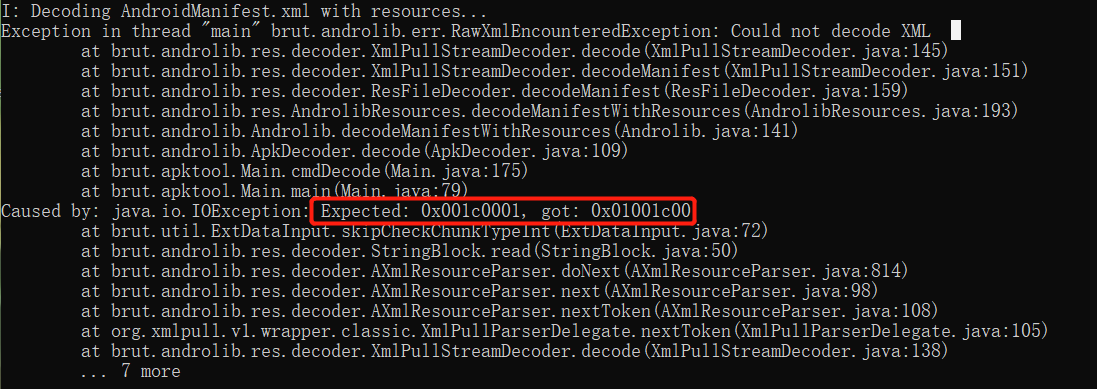 I: Decoding AndroidManifest.xml with resources...
Exception in thread "main" brut.androlib.err.RawXmlEncounteredException: Could not decode XML
at brut.androlib.res.decoder.XmlPullStreamDecoder.decode(XmlPullStreamDecoder.java:145)
at brut.androlib.res.decoder.XmlPullStreamDecoder.decodeManifest(XmlPullStreamDecoder.java:151)
at brut.androlib.res.decoder.ResFileDecoder.decodeManifest(ResFileDecoder.java:159)
at brut.androlib.res.AndrolibResources.decodeManifestWithResources(AndrolibResources.java:193)
at brut.androlib.Androlib.decodeManifestWithResources(Androlib.java:141)
at brut.androlib.ApkDecoder.decode(ApkDecoder.java:109)
at brut.apktool.Main.cmdDecode(Main.java:175)
at brut.apktool.Main.main(Main.java:79)
Caused by: java.io.IOException: Expected: 0x001c0001, got: 0x01001c00
at brut.util.ExtDataInput.skipCheckChunkTypeInt(ExtDataInput.java:72)
at brut.androlib.res.decoder.StringBlock.read(StringBlock.java:50)
at brut.androlib.res.decoder.AXmlResourceParser.doNext(AXmlResourceParser.java:814)
at brut.androlib.res.decoder.AXmlResourceParser.next(AXmlResourceParser.java:98)
at brut.androlib.res.decoder.AXmlResourceParser.nextToken(AXmlResourceParser.java:108)
at org.xmlpull.v1.wrapper.classic.XmlPullParserDelegate.nextToken(XmlPullParserDelegate.java:105)
at brut.androlib.res.decoder.XmlPullStreamDecoder.decode(XmlPullStreamDecoder.java:138)
... 7 more